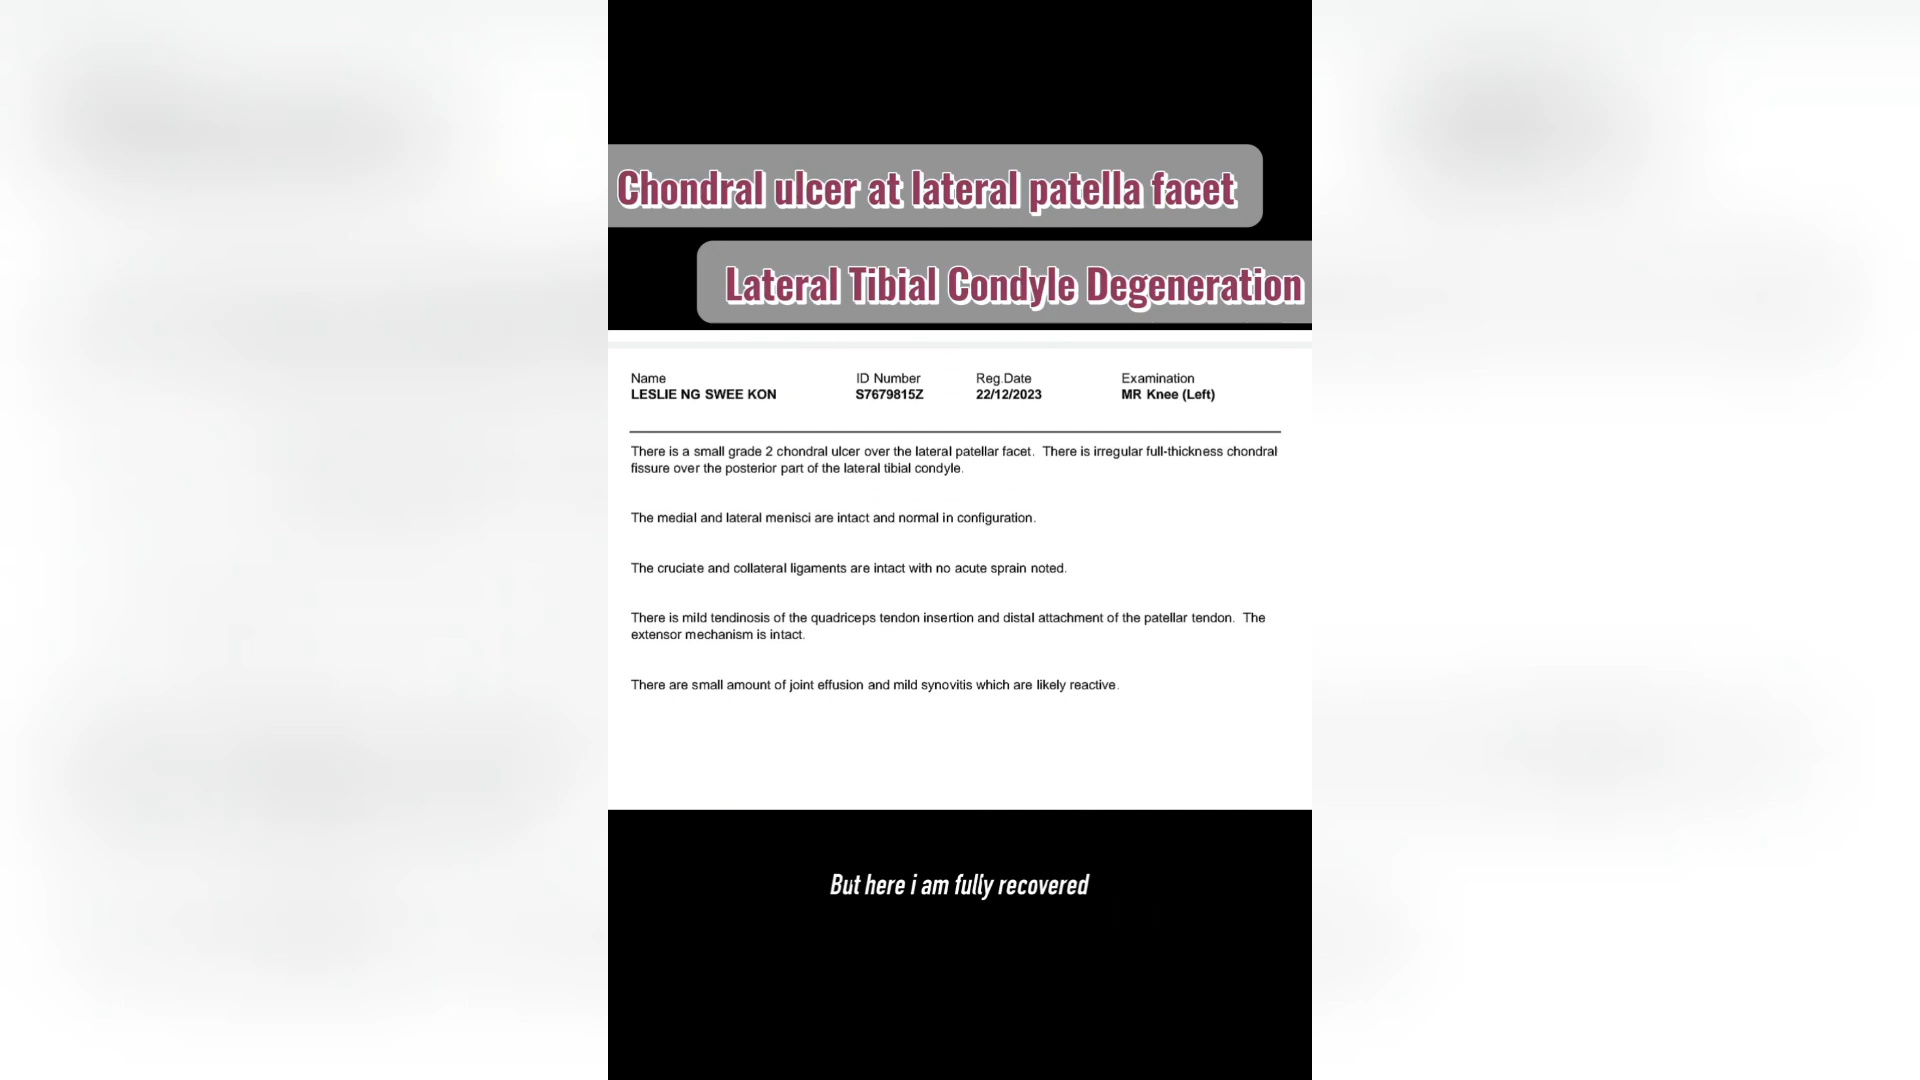 Chondral ulcer at lateral patella facet
Lateral Tibial Condyle Degeneration
Name ID Number Reg.Date Examination
LESLIE NG SWEE KON S7679815Z 22/12/2023 MR Knee (Left)
There is a small grade 2 chondral ulcer over the lateral patellar facet. There is irregular full-thickness chondral
fissure over the posterior part of the lateral tibial condyle.
The medial and lateral menisci are intact and normal in configuration.
The cruciate and collateral ligaments are intact with no acute sprain noted.
There is mild tendinosis of the quadriceps tendon insertion and distal attachment of the patellar tendon. The
extensor mechanism is intact.
There are small amount of joint effusion and mild synovitis which are likely reactive.
But here i am fully recovered